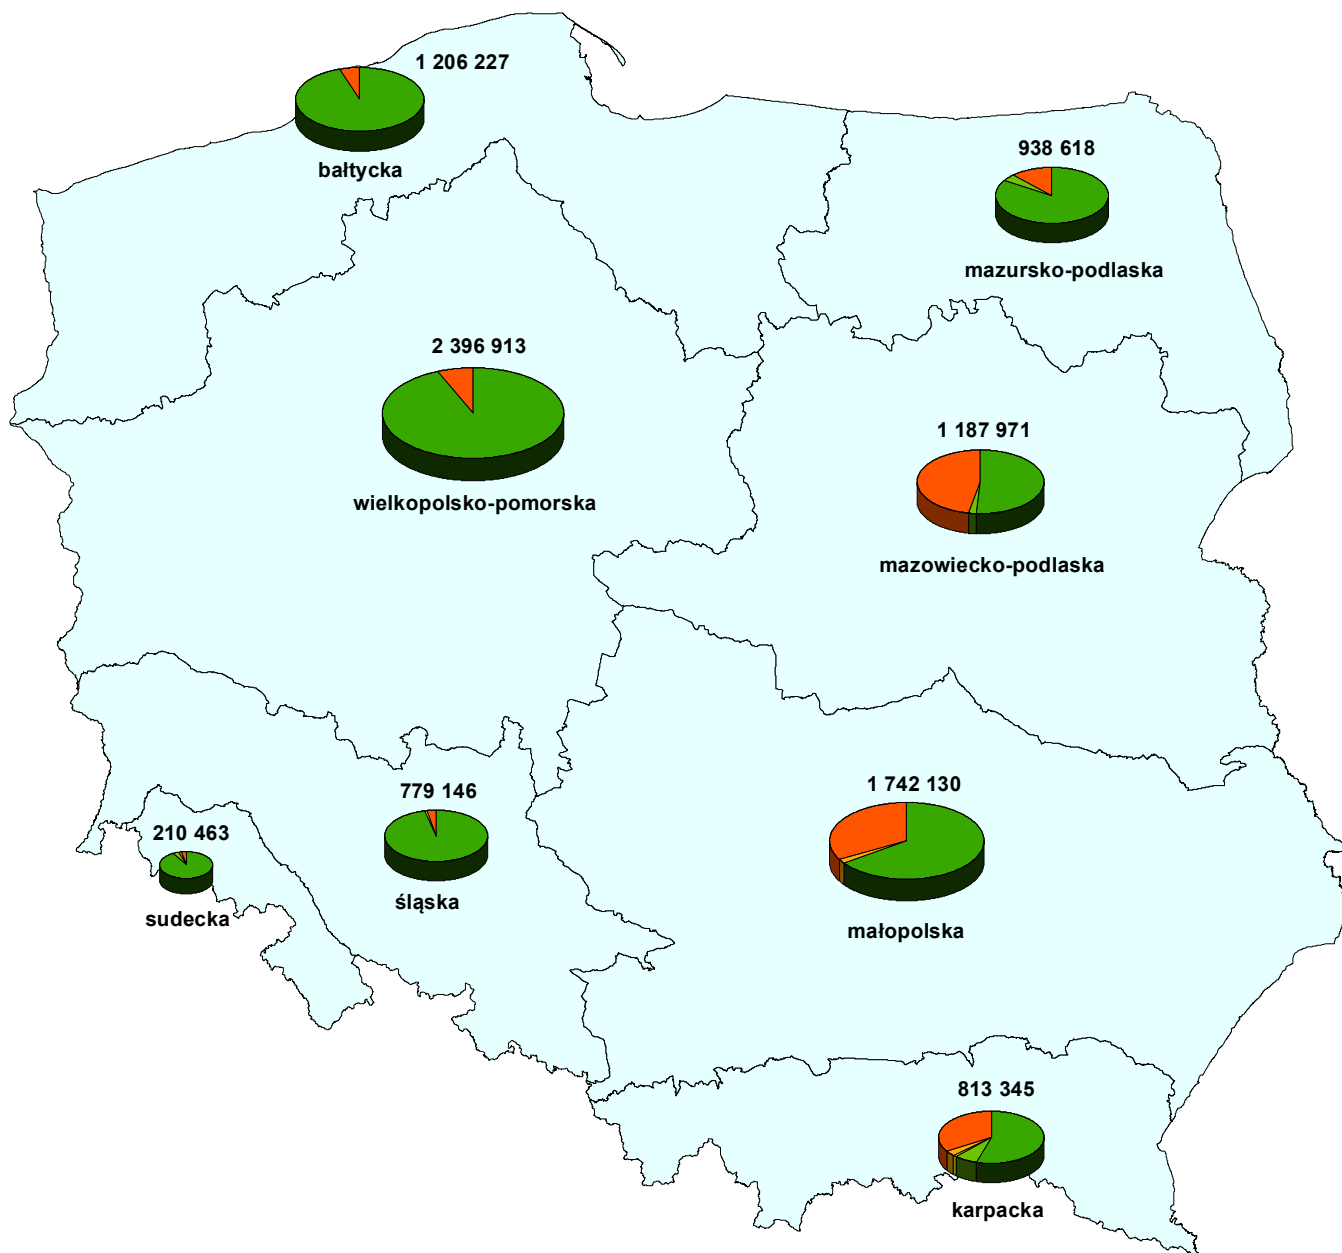 1 206 227
bałtycka
938 618
mazursko-podlaska
2 396 913
wielkopolsko-pomorska
1 187 971
mazowiecko-podlaska
779 146
śląska
210 463
sudecka
1 742 130
małopolska
813 345
karpacka